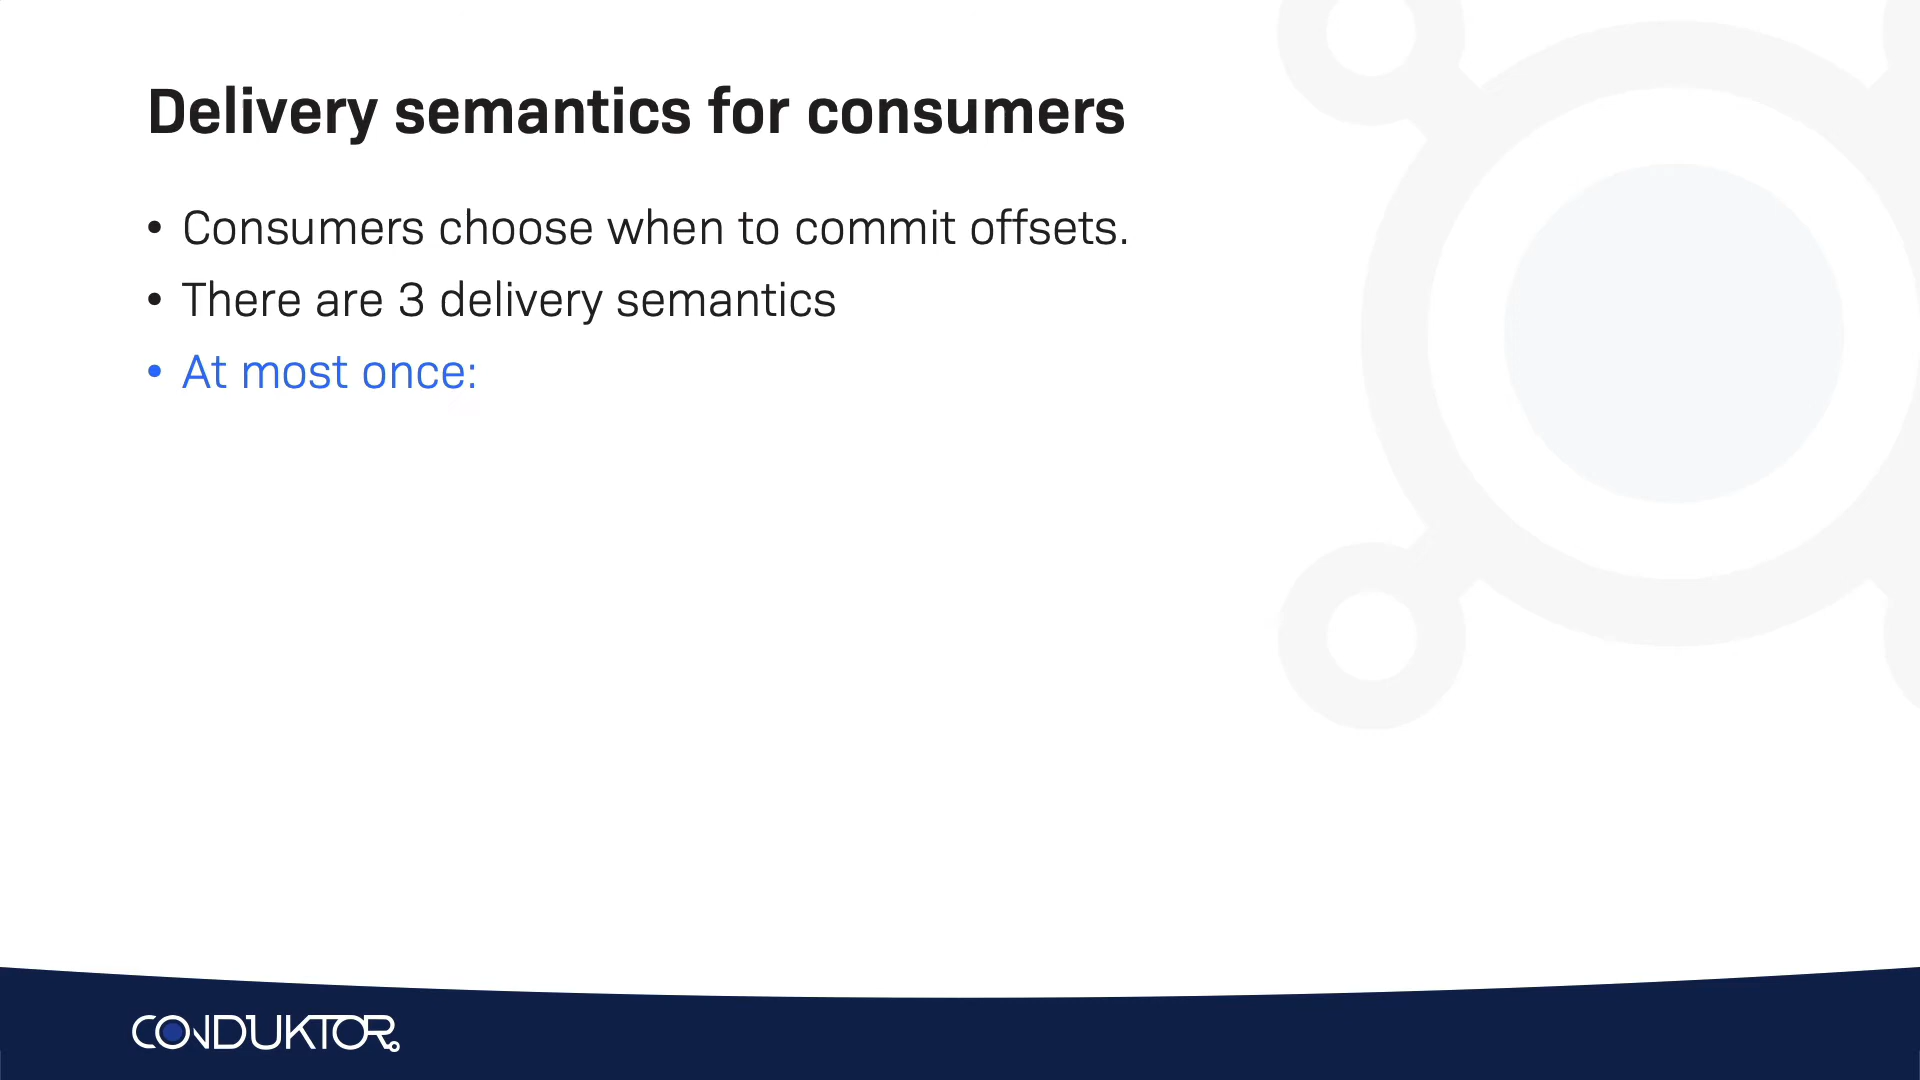 Delivery semantics for consumers
• Consumers choose when to commit offsets.
• There are 3 delivery semantics
• At most once:
CONDUKTOR